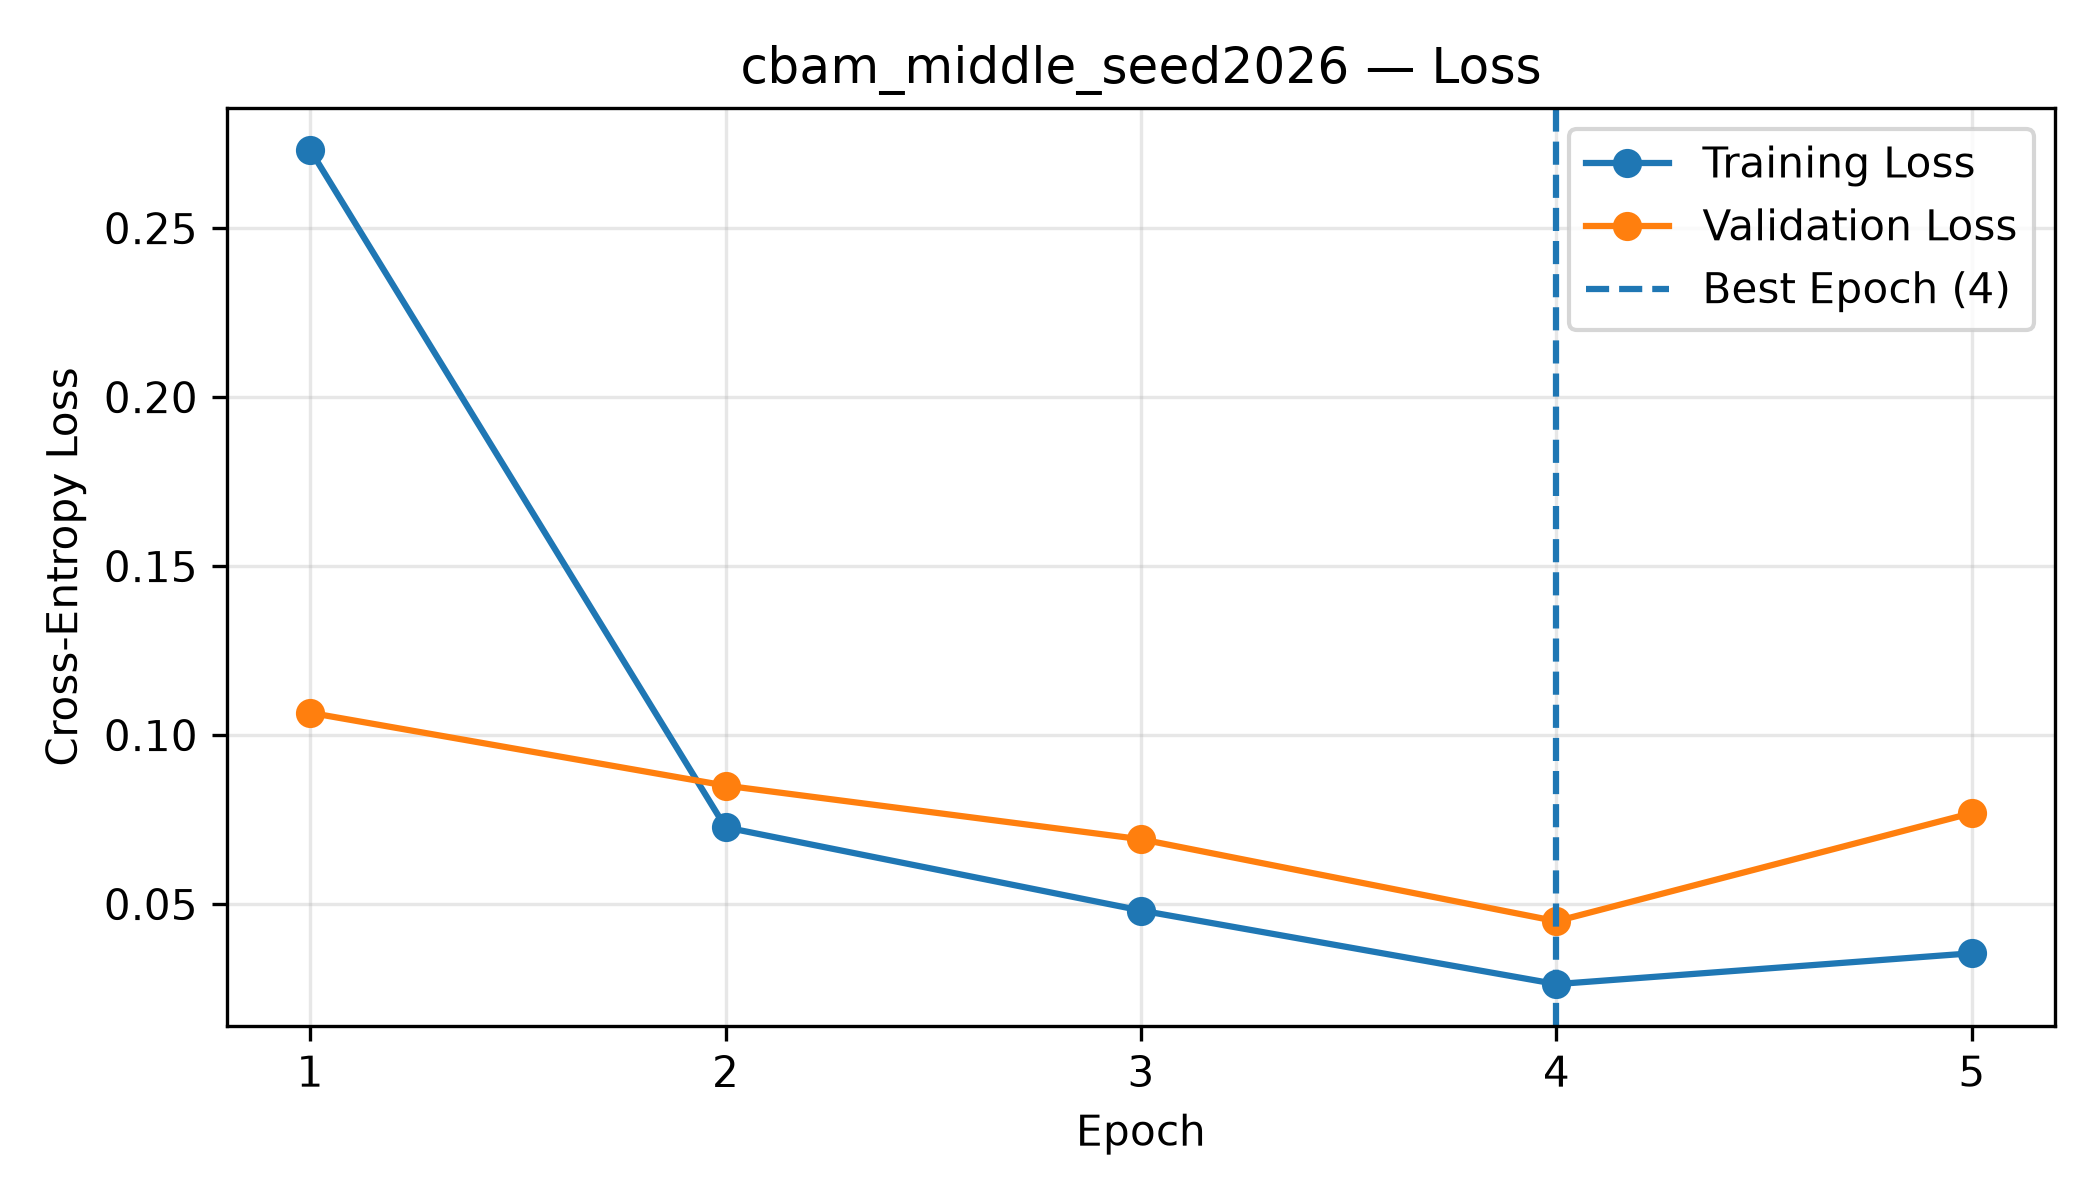 cbam_middle_seed2026 — Loss
Training Loss
Validation Loss
Best Epoch (4)
Cross-Entropy Loss
0.25
0.20
0.15
0.10
0.05
1 2 3 4 5
Epoch